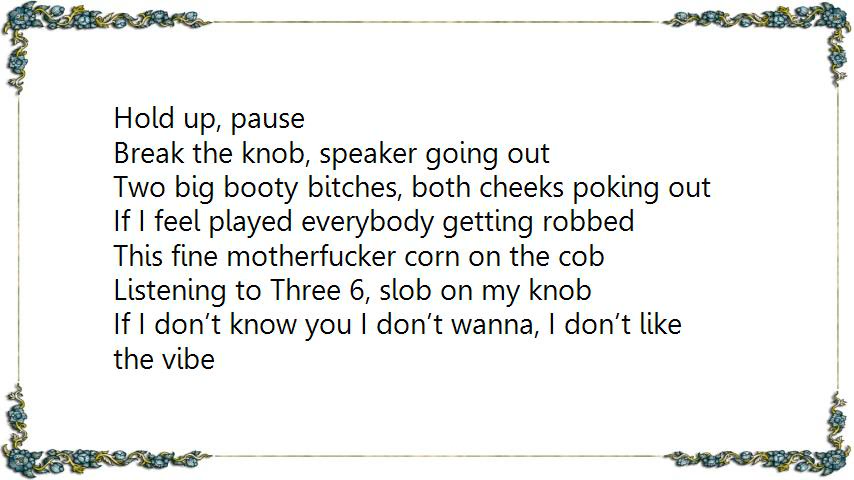 Hold up, pause
Break the knob, speaker going out
Two big booty bitches, both cheeks poking out
If I feel played everybody getting robbed
This fine motherfucker corn on the cob
Listening to Three 6, slob on my knob
If I don’t know you I don’t wanna, I don’t like
the vibe